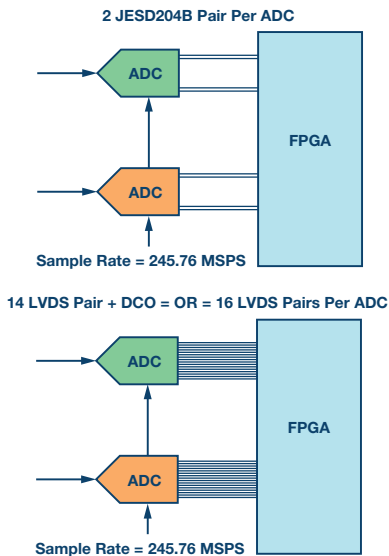 2 JESD204B Pair Per ADC
ADC
FPGA
ADC
Sample Rate = 245.76 MSPS
14 LVDS Pair + DCO = OR = 16 LVDS Pairs Per ADC
ADC
FPGA
ADC
Sample Rate = 245.76 MSPS